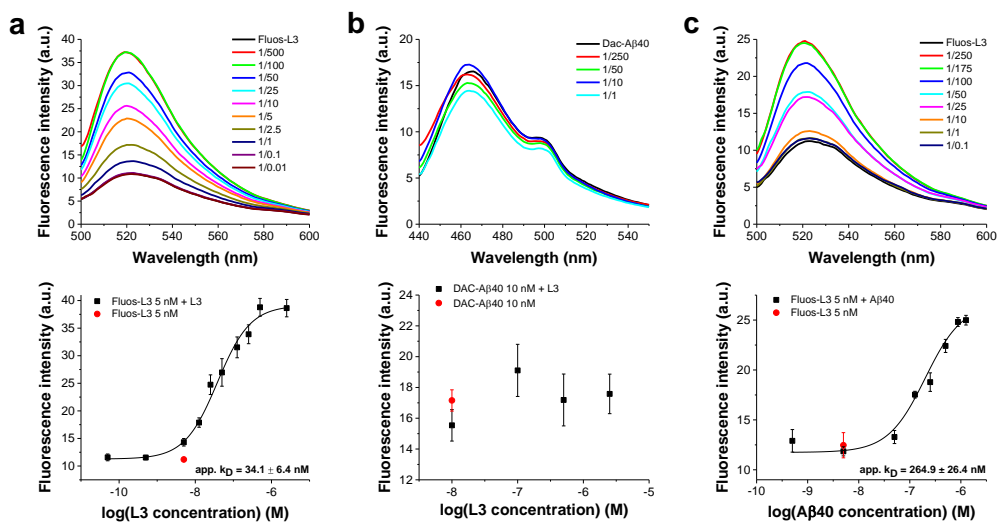 a
Fluorescence intensity (a.u.)
40
35
30
25
20
15
10
5
0
500 520 540 560 580 600
Wavelength (nm)
Fluos-L3
1/500
1/100
1/50
1/25
1/10
1/5
1/2.5
1/1
1/0.1
1/0.01
b
Fluorescence intensity (a.u.)
20
15
10
5
0
440 460 480 500 520 540
Wavelength (nm)
Dac-Aβ40
1/250
1/50
1/10
1/1
c
Fluorescence intensity (a.u.)
25
20
15
10
5
0
500 520 540 560 580 600
Wavelength (nm)
Fluos-L3
1/250
1/175
1/100
1/50
1/25
1/10
1/1
1/0.1
Fluorescence intensity (a.u.)
40
35
30
25
20
15
10
-10 -8 -6
log(L3 concentration) (M)
Fluos-L3 5 nM + L3
Fluos-L3 5 nM
app. kD = 34.1 ± 6.4 nM
Fluorescence intensity (a.u.)
24
22
20
18
16
14
12
-8 -7 -6 -5
log(L3 concentration) (M)
DAC-Aβ40 10 nM + L3
DAC-Aβ40 10 nM
Fluorescence intensity (a.u.)
30
25
20
15
10
-10 -9 -8 -7 -6 -5
log(Aβ40 concentration) (M)
Fluos-L3 5 nM + Aβ40
Fluos-L3 5 nM
app. kD = 264.9 ± 26.4 nM